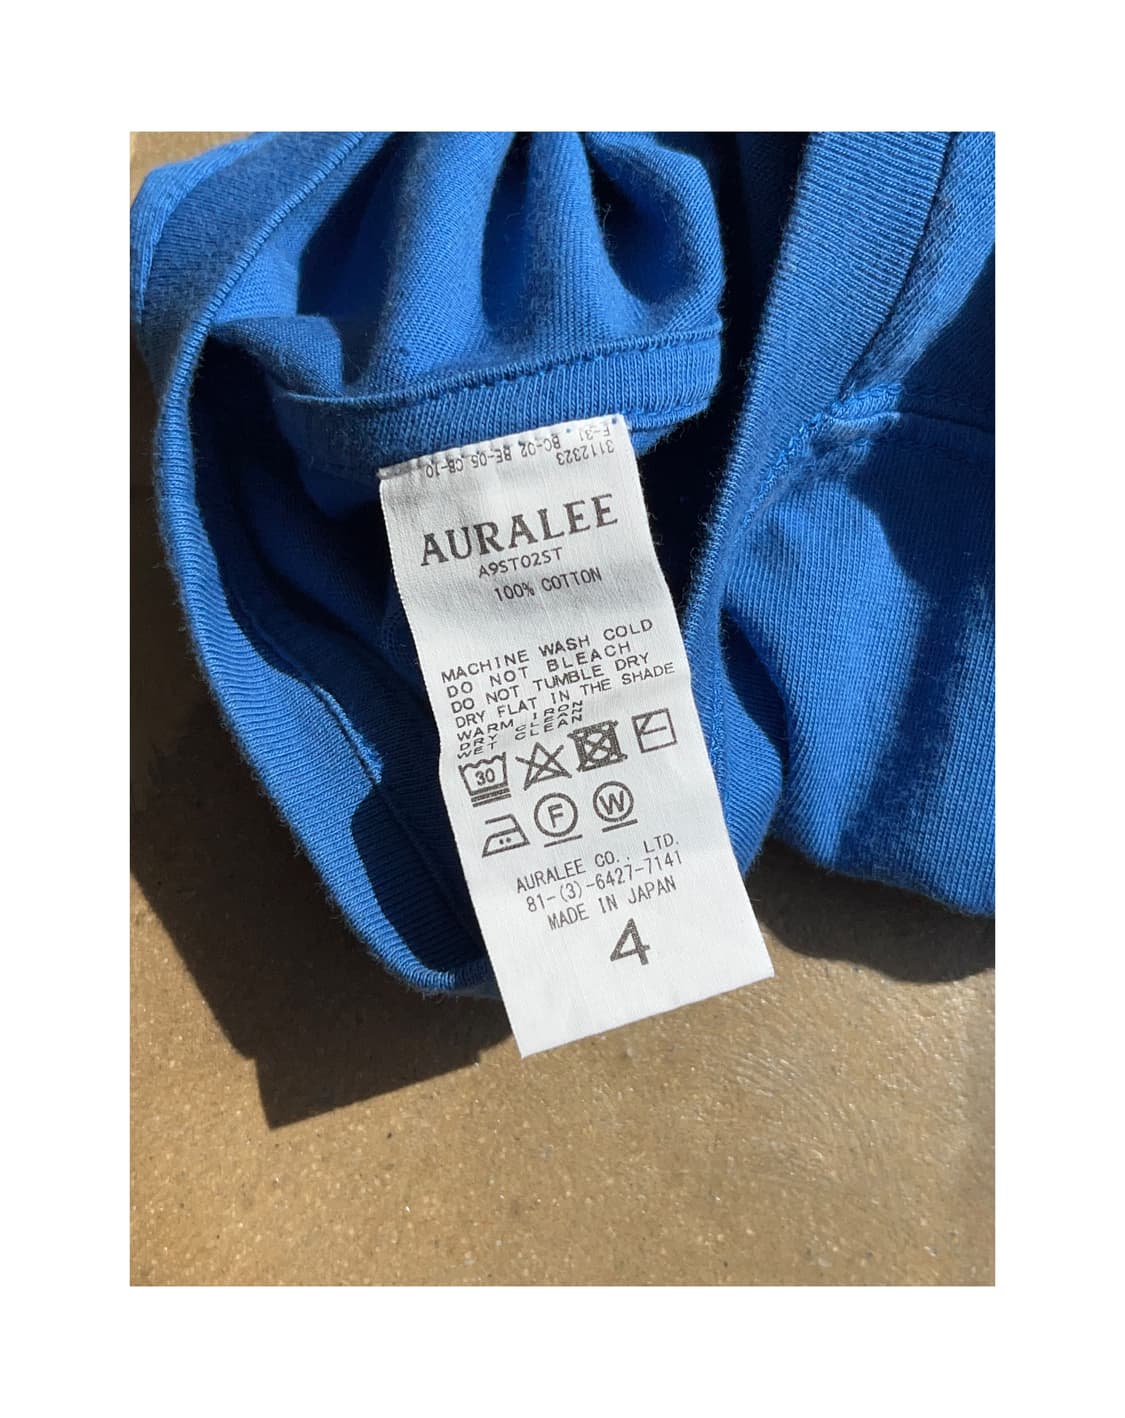 3112323
F-31 BC-02 BE-05 CB-10
AURALEE
A9ST02ST
100% COTTON
MACHINE WASH COLD
DO NOT BLEACH
DO NOT TUMBLE DRY
DRY FLAT IN THE SHADE
WARM IRON
DRY CLEAN
WET CLEAN
30
F W
AURALEE CO., LTD.
81-(3)-6427-7141
MADE IN JAPAN
4